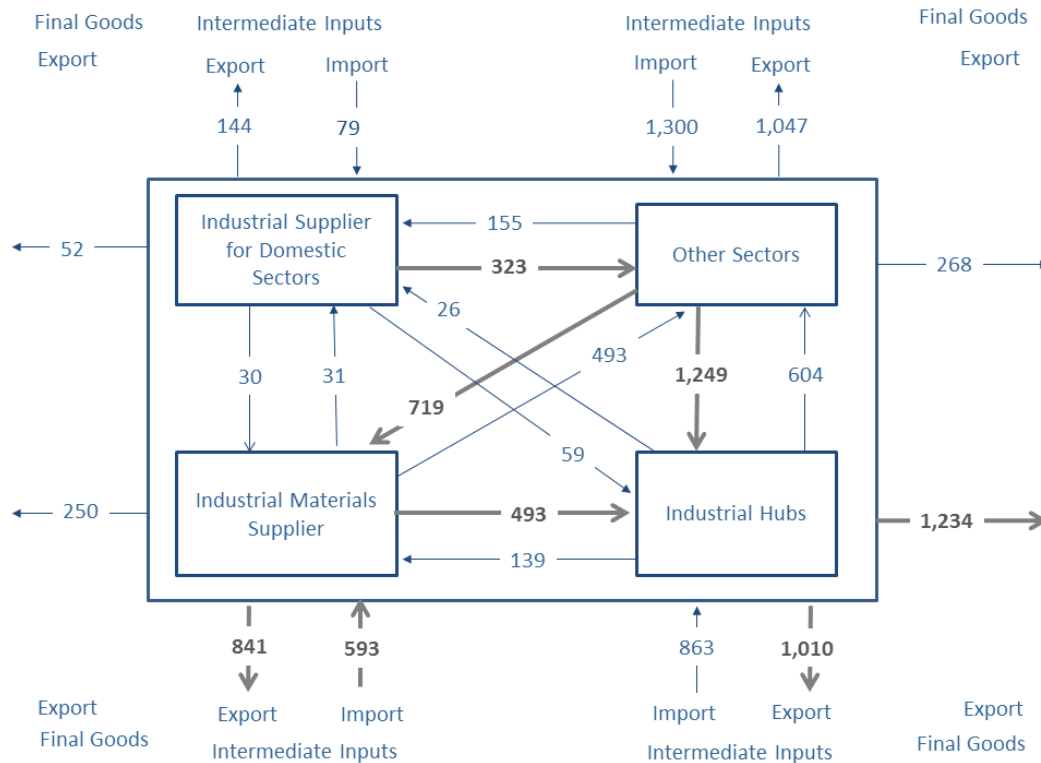 Final Goods
Export
Intermediate Inputs
Export
Import
Intermediate Inputs
Import
Export
Final Goods
Export
144
79
1,300
1,047
Industrial Supplier
for Domestic
Sectors
155
323
Other Sectors
52
268
26
493
30
31
719
1,249
604
59
Industrial Materials
Supplier
493
139
Industrial Hubs
250
1,234
841
593
863
1,010
Export
Final Goods
Export
Import
Intermediate Inputs
Import
Export
Intermediate Inputs
Export
Final Goods